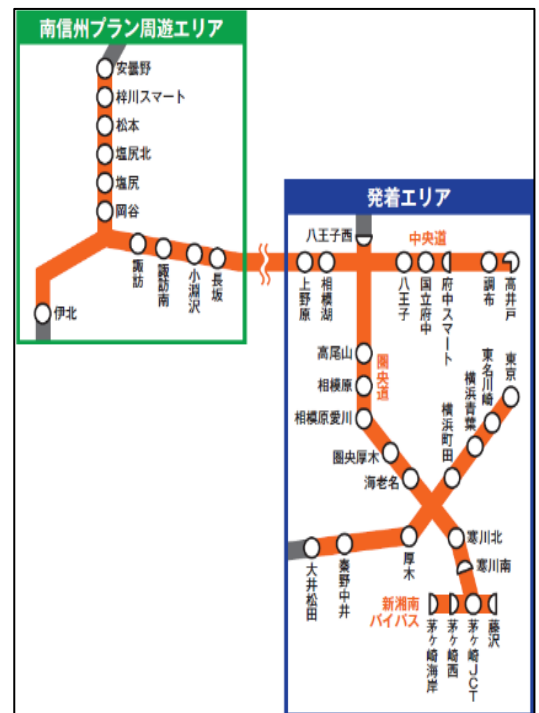 南信州プラン周遊エリア
安曇野
梓川スマート
松本
塩尻北
塩尻
岡谷
諏訪
諏訪南
小淵沢
長坂
伊北
発着エリア
八王子西
中央道
上野原
相模湖
八王子
国立府中
府中スマート
調布
高井戸
高尾山
圏央道
相模原
相模原愛川
圏央厚木
海老名
東京
東名川崎
横浜青葉
横浜町田
厚木
秦野中井
大井松田
寒川北
寒川南
新湘南
バイパス
茅ヶ崎海岸
茅ヶ崎西
茅ヶ崎JCT
藤沢